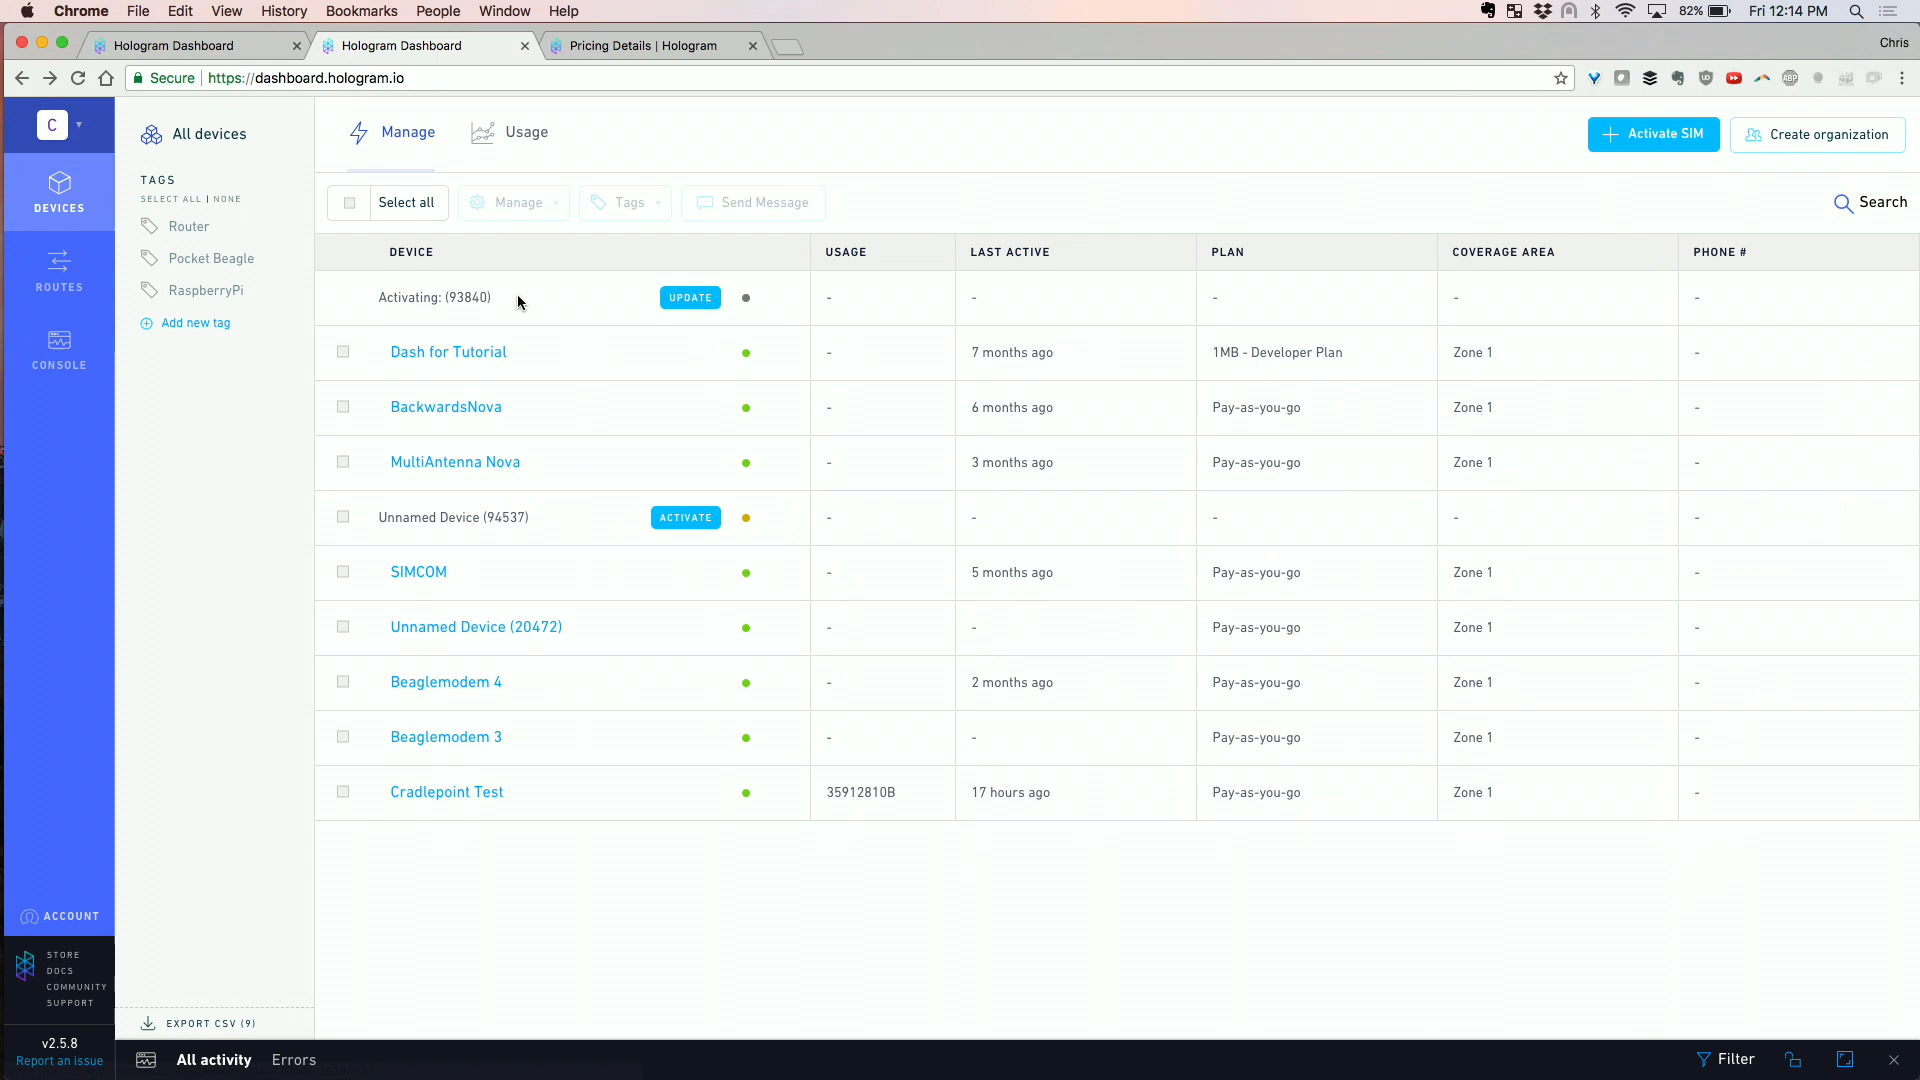 Chrome File Edit View History Bookmarks People Window Help 82% Fri 12:14 PM
Hologram Dashboard Hologram Dashboard Pricing Details | Hologram Chris
Secure https://dashboard.hologram.io ABP
C
DEVICES
ROUTES
CONSOLE
ACCOUNT
STORE
DOCS
COMMUNITY
SUPPORT
v2.5.8
Report an issue
All devices
TAGS
SELECT ALL | NONE
Router
Pocket Beagle
RaspberryPi
Add new tag
EXPORT CSV (9)
Manage Usage Activate SIM Create organization
Select all Manage Tags Send Message Search
DEVICE USAGE LAST ACTIVE PLAN COVERAGE AREA PHONE #
Activating: (93840) UPDATE - - - - -
Dash for Tutorial - 7 months ago 1MB - Developer Plan Zone 1 -
BackwardsNova - 6 months ago Pay-as-you-go Zone 1 -
MultiAntenna Nova - 3 months ago Pay-as-you-go Zone 1 -
Unnamed Device (94537) ACTIVATE - - - - -
SIMCOM - 5 months ago Pay-as-you-go Zone 1 -
Unnamed Device (20472) - - Pay-as-you-go Zone 1 -
Beaglemodem 4 - 2 months ago Pay-as-you-go Zone 1 -
Beaglemodem 3 - - Pay-as-you-go Zone 1 -
Cradlepoint Test 35912810B 17 hours ago Pay-as-you-go Zone 1 -
All activity Errors Filter